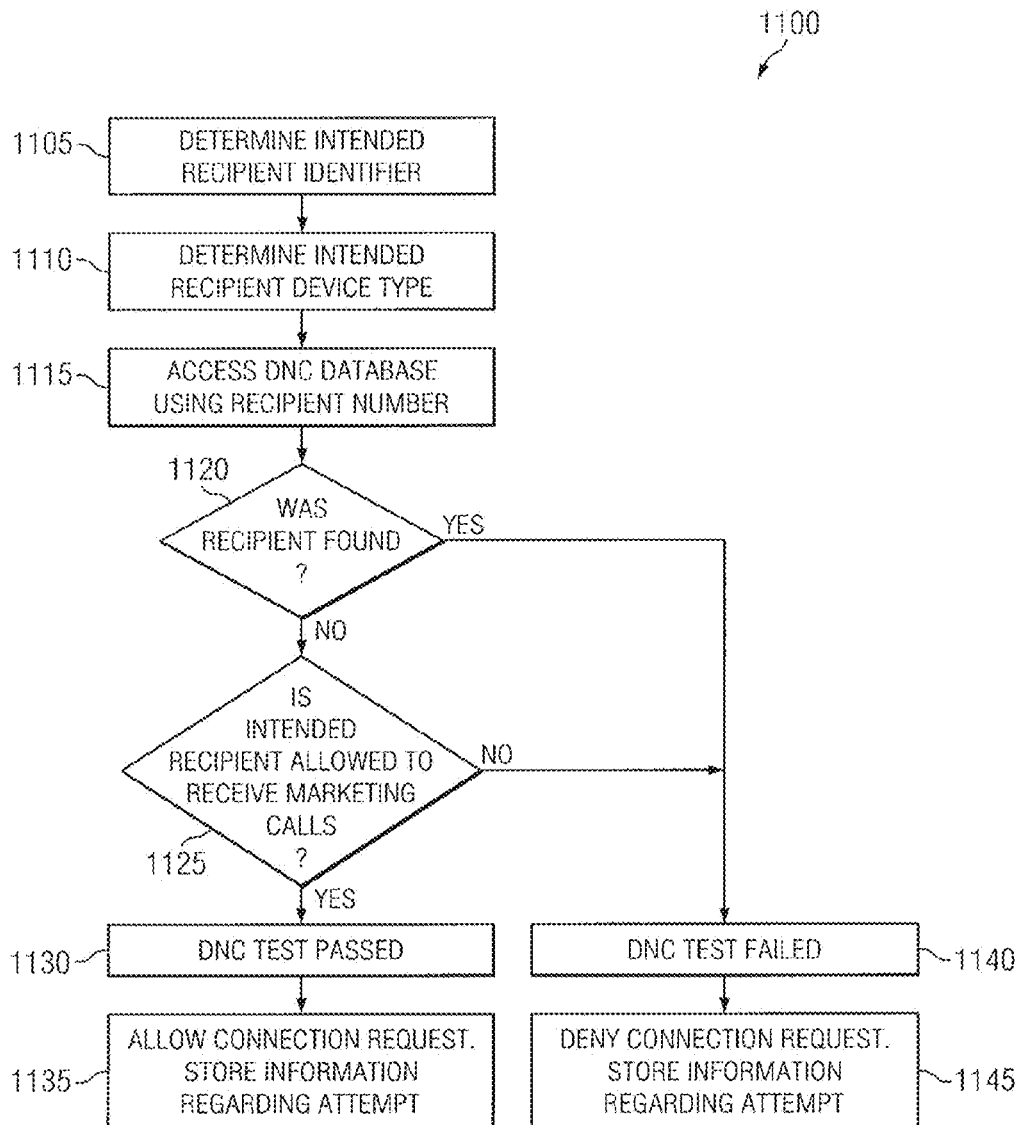 1100
1105
DETERMINE INTENDED
RECIPIENT IDENTIFIER
1110
DETERMINE INTENDED
RECIPIENT DEVICE TYPE
1115
ACCESS DNC DATABASE
USING RECIPIENT NUMBER
1120
WAS
RECIPIENT FOUND
?
YES
NO
IS
INTENDED
RECIPIENT ALLOWED TO
RECEIVE MARKETING
CALLS
?
NO
1125
YES
1130
DNC TEST PASSED
DNC TEST FAILED
1140
1135
ALLOW CONNECTION REQUEST.
STORE INFORMATION
REGARDING ATTEMPT
DENY CONNECTION REQUEST.
STORE INFORMATION
REGARDING ATTEMPT
1145